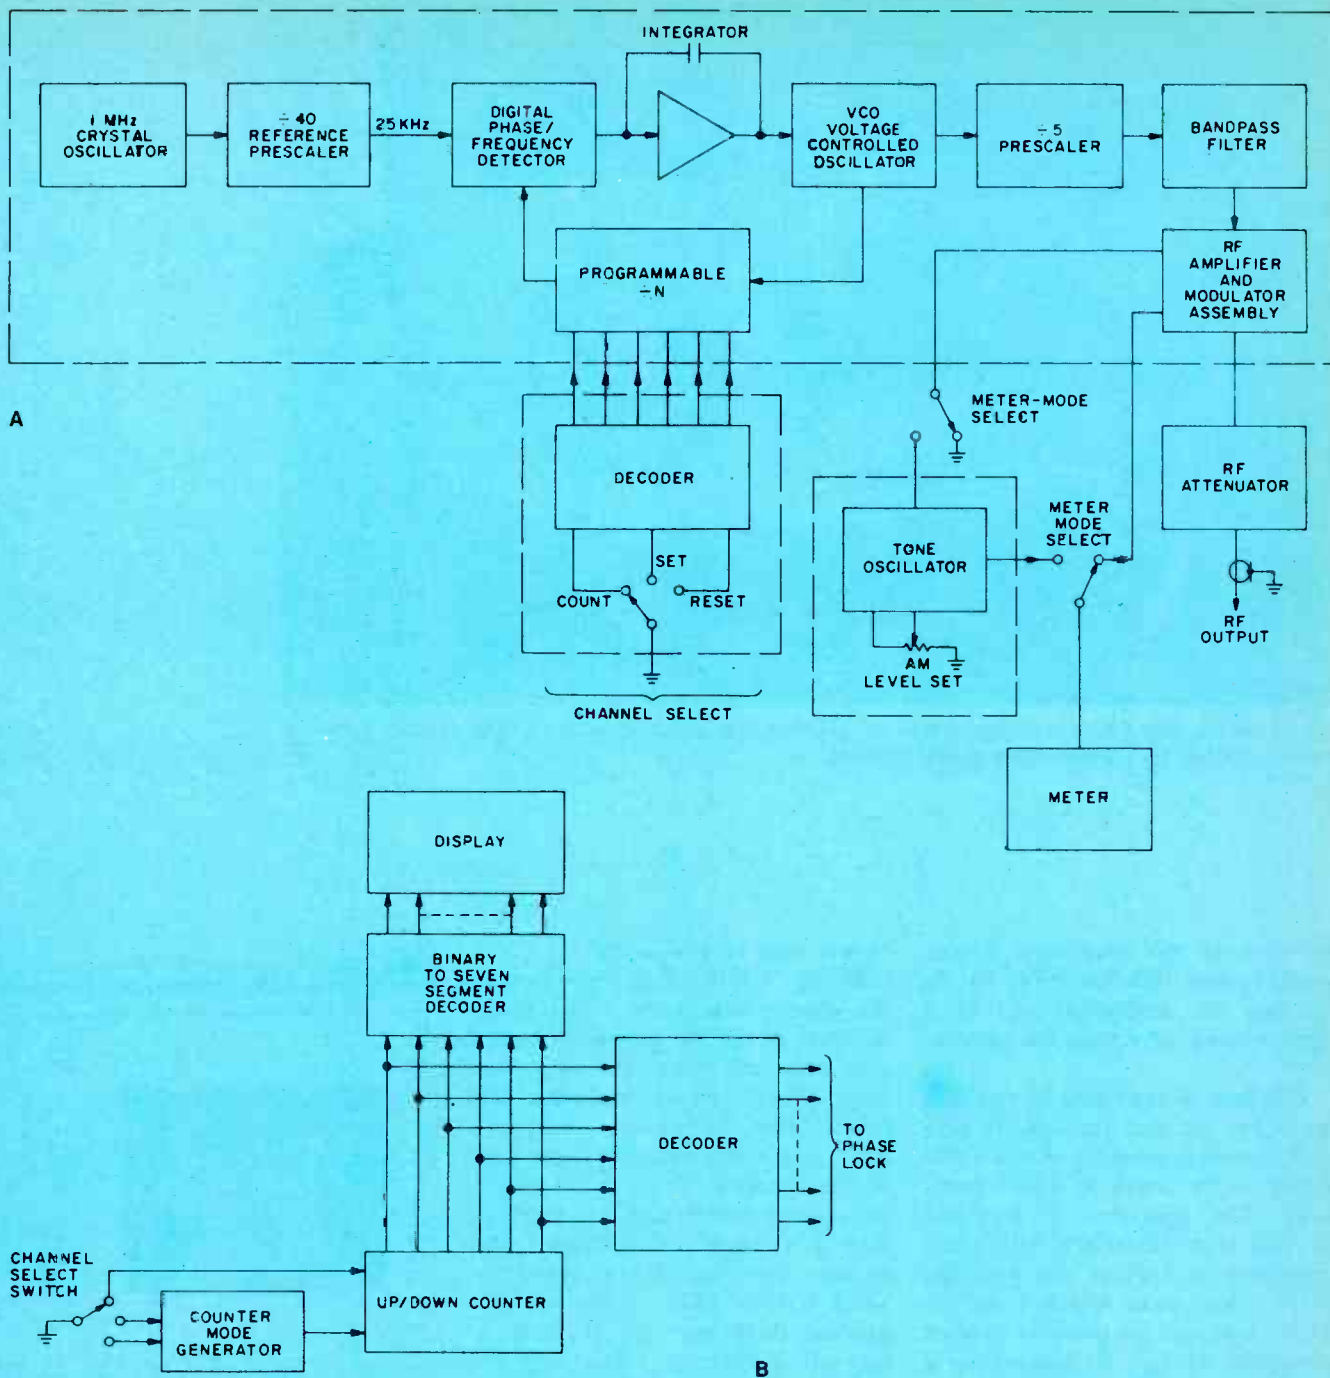 INTEGRATOR
1 MHz
CRYSTAL
OSCILLATOR
÷40
REFERENCE
PRESCALER
25KHz
DIGITAL
PHASE/
FREQUENCY
DETECTOR
VCO
VOLTAGE
CONTROLLED
OSCILLATOR
÷5
PRESCALER
BANDPASS
FILTER
PROGRAMMABLE
÷N
RF
AMPLIFIER
AND
MODULATOR
ASSEMBLY
A
METER-MODE
SELECT
DECODER
RF
ATTENUATOR
SET
COUNT
RESET
TONE
OSCILLATOR
METER
MODE
SELECT
AM
LEVEL SET
RF
OUTPUT
CHANNEL SELECT
METER
DISPLAY
BINARY
TO SEVEN
SEGMENT
DECODER
DECODER
TO
PHASE
LOCK
CHANNEL
SELECT
SWITCH
COUNTER
MODE
GENERATOR
UP/DOWN COUNTER
B